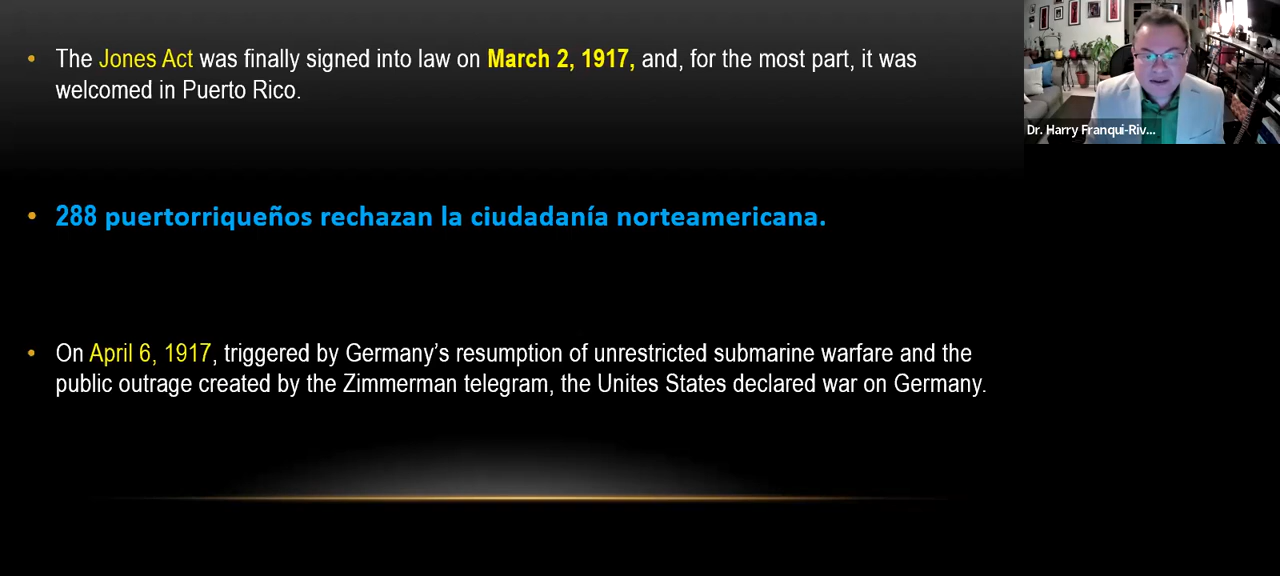 • The Jones Act was finally signed into law on March 2, 1917, and, for the most part, it was
welcomed in Puerto Rico.
Dr. Harry Franqui-Riv...
• 288 puertorriqueños rechazan la ciudadanía norteamericana.
• On April 6, 1917, triggered by Germany’s resumption of unrestricted submarine warfare and the
public outrage created by the Zimmerman telegram, the Unites States declared war on Germany.